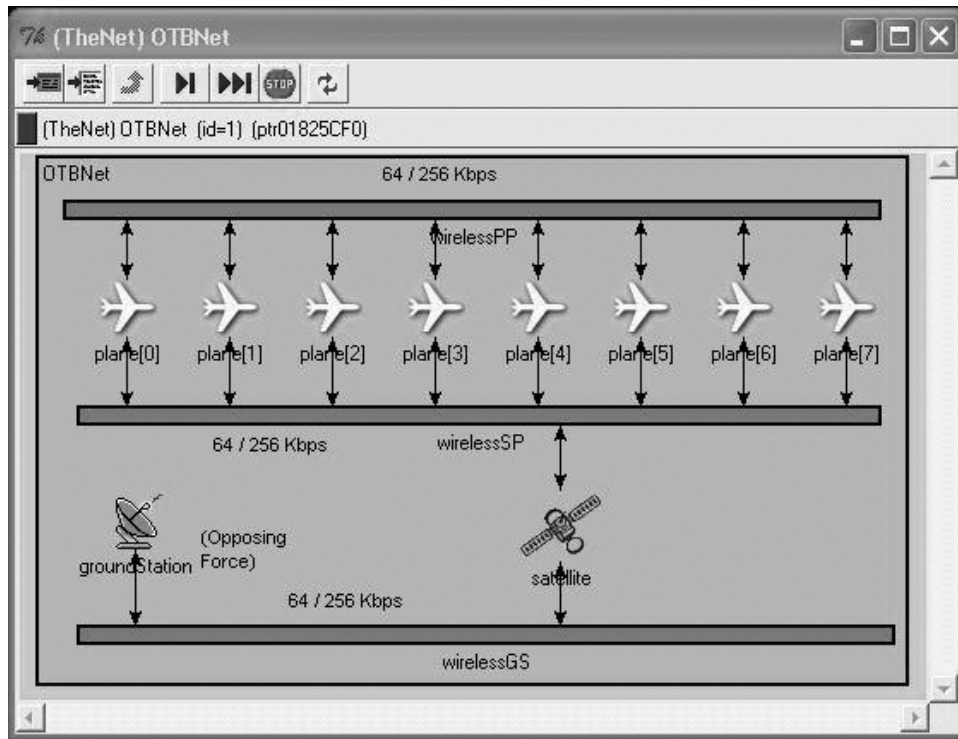 (TheNet) OTBNet
STOP
(TheNet) OTBNet (id=1) (ptr01825CF0)
OTBNet
64 / 256 Kbps
wirelessPP
plane[0] plane[1] plane[2] plane[3] plane[4] plane[5] plane[6] plane[7]
64 / 256 Kbps
wirelessSP
(Opposing
Force)
groundStation
satellite
64 / 256 Kbps
wirelessGS